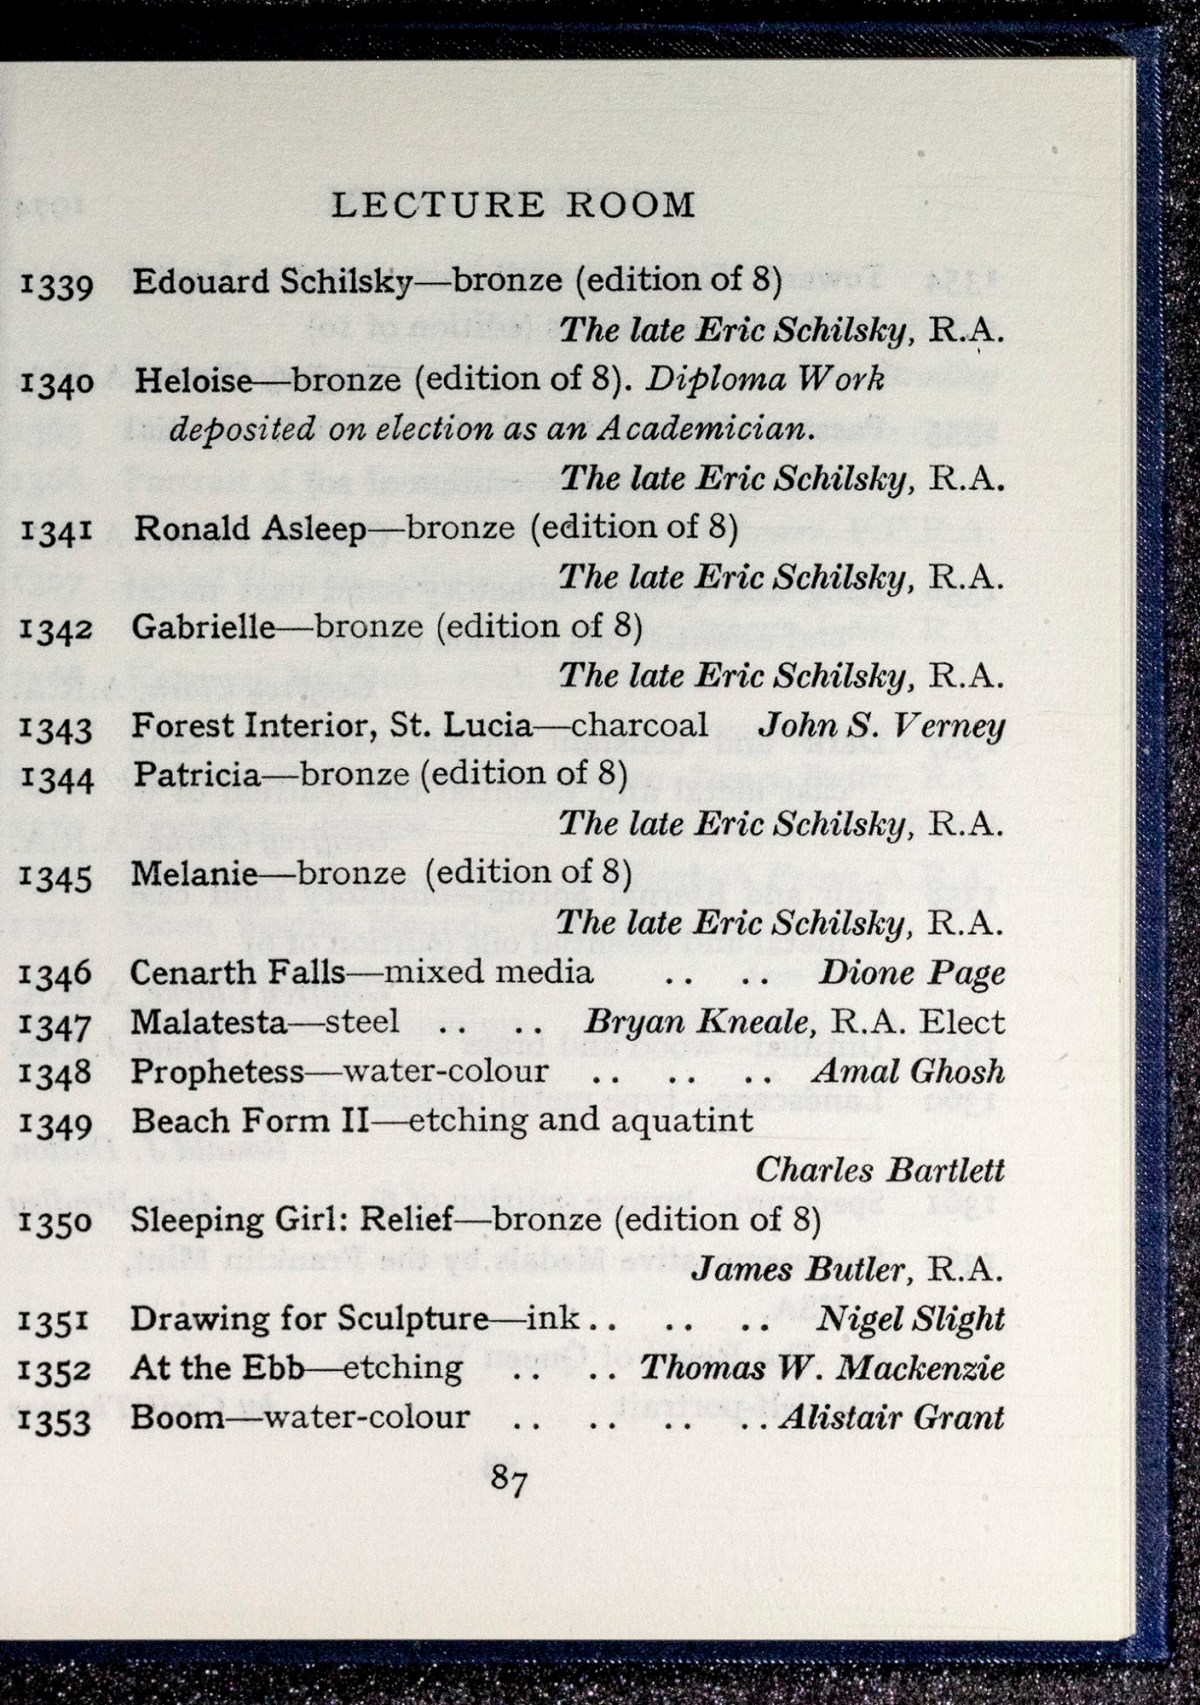 LECTURE ROOM
1339 Edouard Schilsky—bronze (edition of 8)
The late Eric Schilsky, R.A.
1340 Heloise—bronze (edition of 8). Diploma Work
deposited on election as an Academician.
The late Eric Schilsky, R.A.
1341 Ronald Asleep—bronze (edition of 8)
The late Eric Schilsky, R.A.
1342 Gabrielle—bronze (edition of 8)
The late Eric Schilsky, R.A.
1343 Forest Interior, St. Lucia—charcoal John S. Verney
1344 Patricia—bronze (edition of 8)
The late Eric Schilsky, R.A.
1345 Melanie—bronze (edition of 8)
The late Eric Schilsky, R.A.
1346 Cenarth Falls—mixed media .. .. Dione Page
1347 Malatesta—steel .. .. Bryan Kneale, R.A. Elect
1348 Prophetess—water-colour .. .. .. Amal Ghosh
1349 Beach Form II—etching and aquatint
Charles Bartlett
1350 Sleeping Girl: Relief—bronze (edition of 8)
James Butler, R.A.
1351 Drawing for Sculpture—ink .. .. .. Nigel Slight
1352 At the Ebb—etching .. .. Thomas W. Mackenzie
1353 Boom—water-colour .. .. .. .. Alistair Grant
87